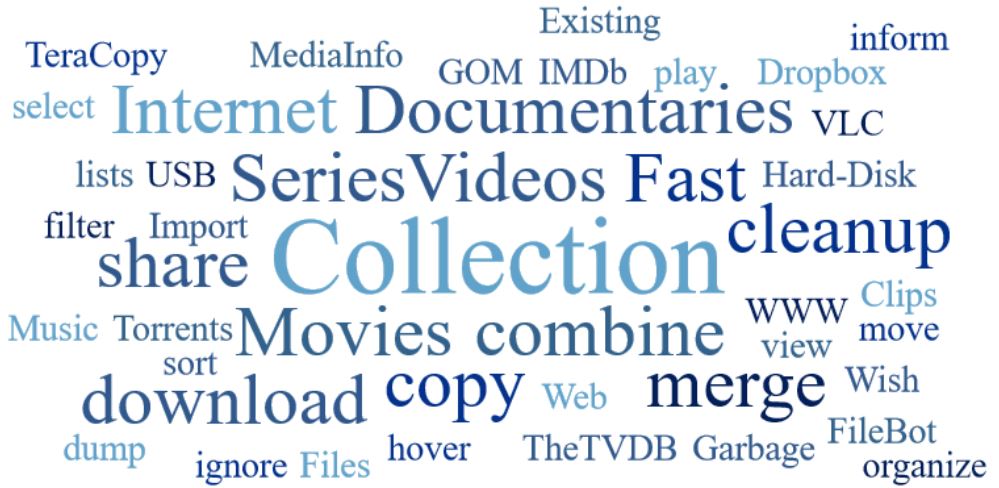 Existing
TeraCopy MediaInfo inform
GOM IMDb play Dropbox
select Internet Documentaries VLC
lists USB Series Videos Fast Hard-Disk
filter Import cleanup
share Collection
Clips
Music Torrents Movies combine WWW move
sort view
download copy Web merge Wish
dump hover TheTVDB Garbage FileBot
ignore Files organize